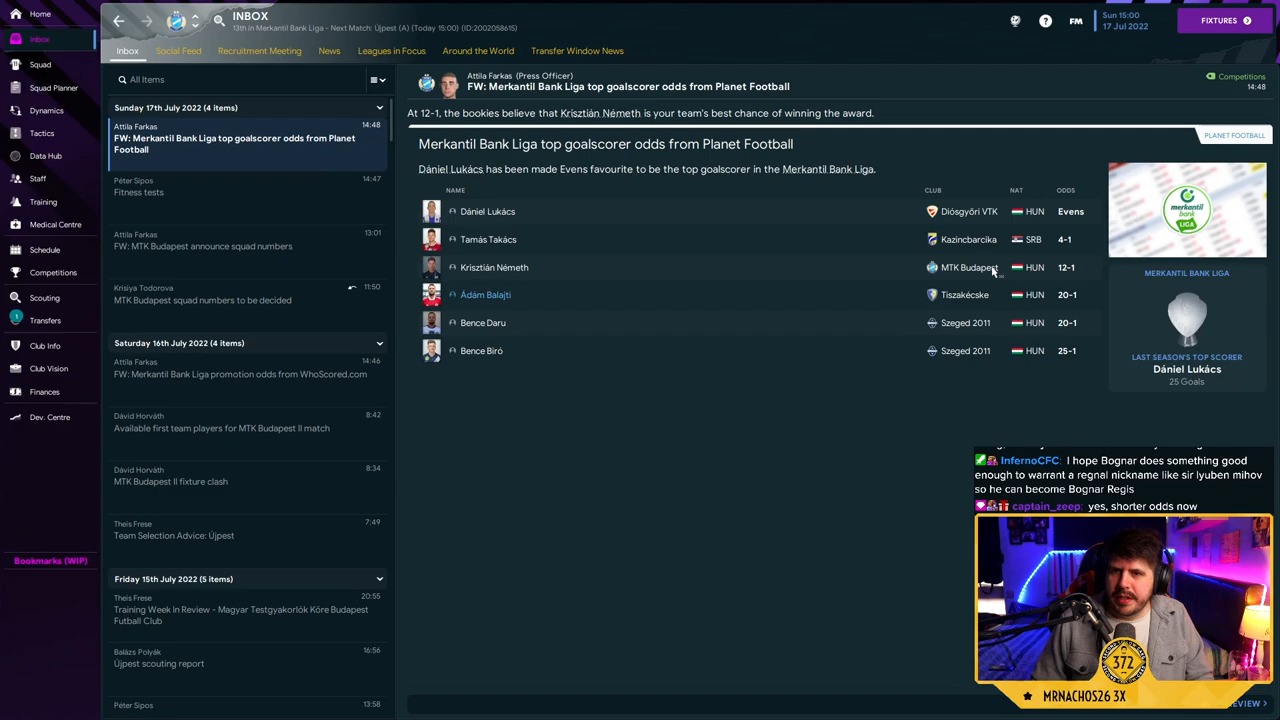 Home
Inbox
Squad
Squad Planner
Dynamics
Tactics
Data Hub
Staff
Training
Medical Centre
Schedule
Competitions
Scouting
1
Transfers
Club Info
Club Vision
Finances
Dev. Centre
Bookmarks (WIP)
INBOX
13th in Merkantil Bank Liga - Next Match: Újpest (A) (Today 15:00) (ID:2002058615)
FM
Sun 15:00
17 Jul 2022
FIXTURES
Inbox
Social Feed
Recruitment Meeting
News
Leagues in Focus
Around the World
Transfer Window News
All Items
Sunday 17th July 2022 (4 items)
Attila Farkas
14:48
FW: Merkantil Bank Liga top goalscorer odds from Planet
Football
Péter Sipos
14:47
Fitness tests
Attila Farkas
13:01
FW: MTK Budapest announce squad numbers
Krisiya Todorova
11:50
MTK Budapest squad numbers to be decided
Saturday 16th July 2022 (4 items)
Attila Farkas
14:46
FW: Merkantil Bank Liga promotion odds from WhoScored.com
Dávid Horváth
8:42
Available first team players for MTK Budapest II match
Dávid Horváth
8:34
MTK Budapest II fixture clash
Theis Frese
7:49
Team Selection Advice: Újpest
Friday 15th July 2022 (5 items)
Theis Frese
20:55
Training Week In Review - Magyar Testgyakorlók Köre Budapest
Futball Club
Balázs Polyák
16:56
Újpest scouting report
Péter Sipos
13:58
Attila Farkas (Press Officer)
FW: Merkantil Bank Liga top goalscorer odds from Planet Football
Competitions
14:48
At 12-1, the bookies believe that Krisztián Németh is your team's best chance of winning the award.
PLANET FOOTBALL
Merkantil Bank Liga top goalscorer odds from Planet Football
Dániel Lukács has been made Evens favourite to be the top goalscorer in the Merkantil Bank Liga.
NAME CLUB NAT ODDS
Dániel Lukács Diósgyőri VTK HUN Evens
Tamás Takács Kazincbarcika SRB 4-1
Krisztián Németh MTK Budapest HUN 12-1
Ádám Balajti Tiszakécske HUN 20-1
Bence Daru Szeged 2011 HUN 20-1
Bence Biró Szeged 2011 HUN 25-1
merkantil
bank
LIGA
MERKANTIL BANK LIGA
LAST SEASON'S TOP SCORER
Dániel Lukács
25 Goals
InfernoCFC: I hope Bognar does something good
enough to warrant a regnal nickname like sir lyuben mihov
so he can become Bognar Regis
captain_zeep: yes, shorter odds now
372
MRNACHOS26 3X